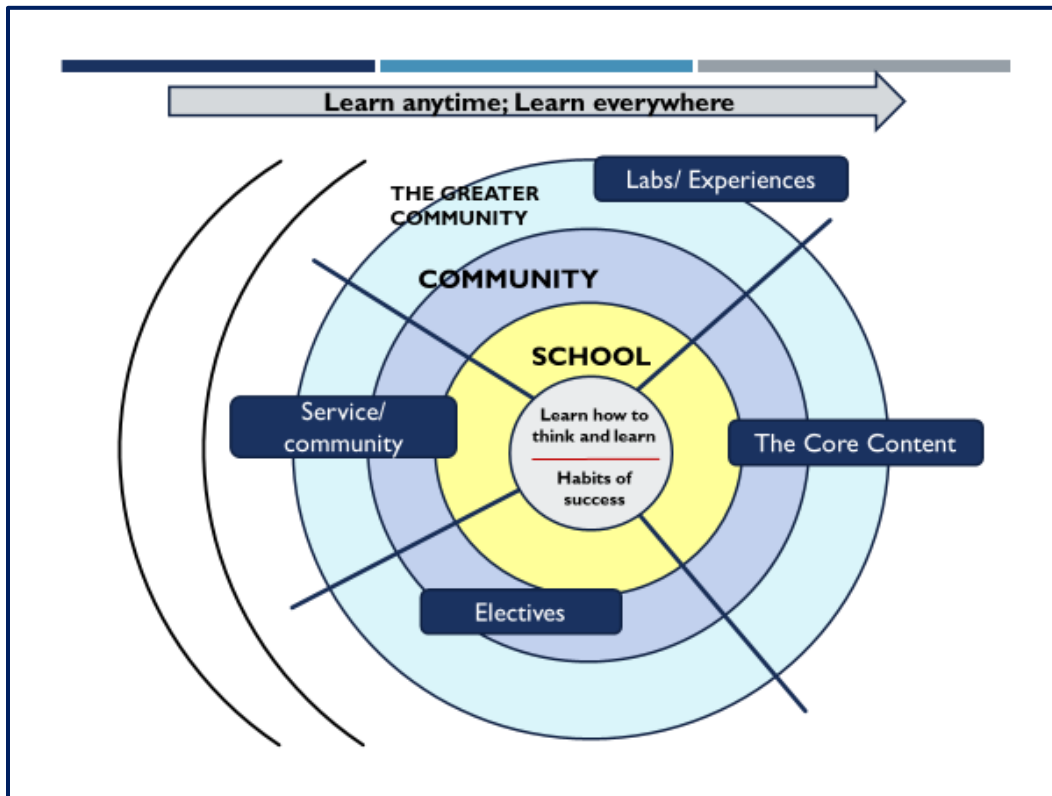 Learn anytime; Learn everywhere
Labs/ Experiences
THE GREATER
COMMUNITY
COMMUNITY
SCHOOL
Learn how to
think and learn
Habits of
success
Service/
community
The Core Content
Electives